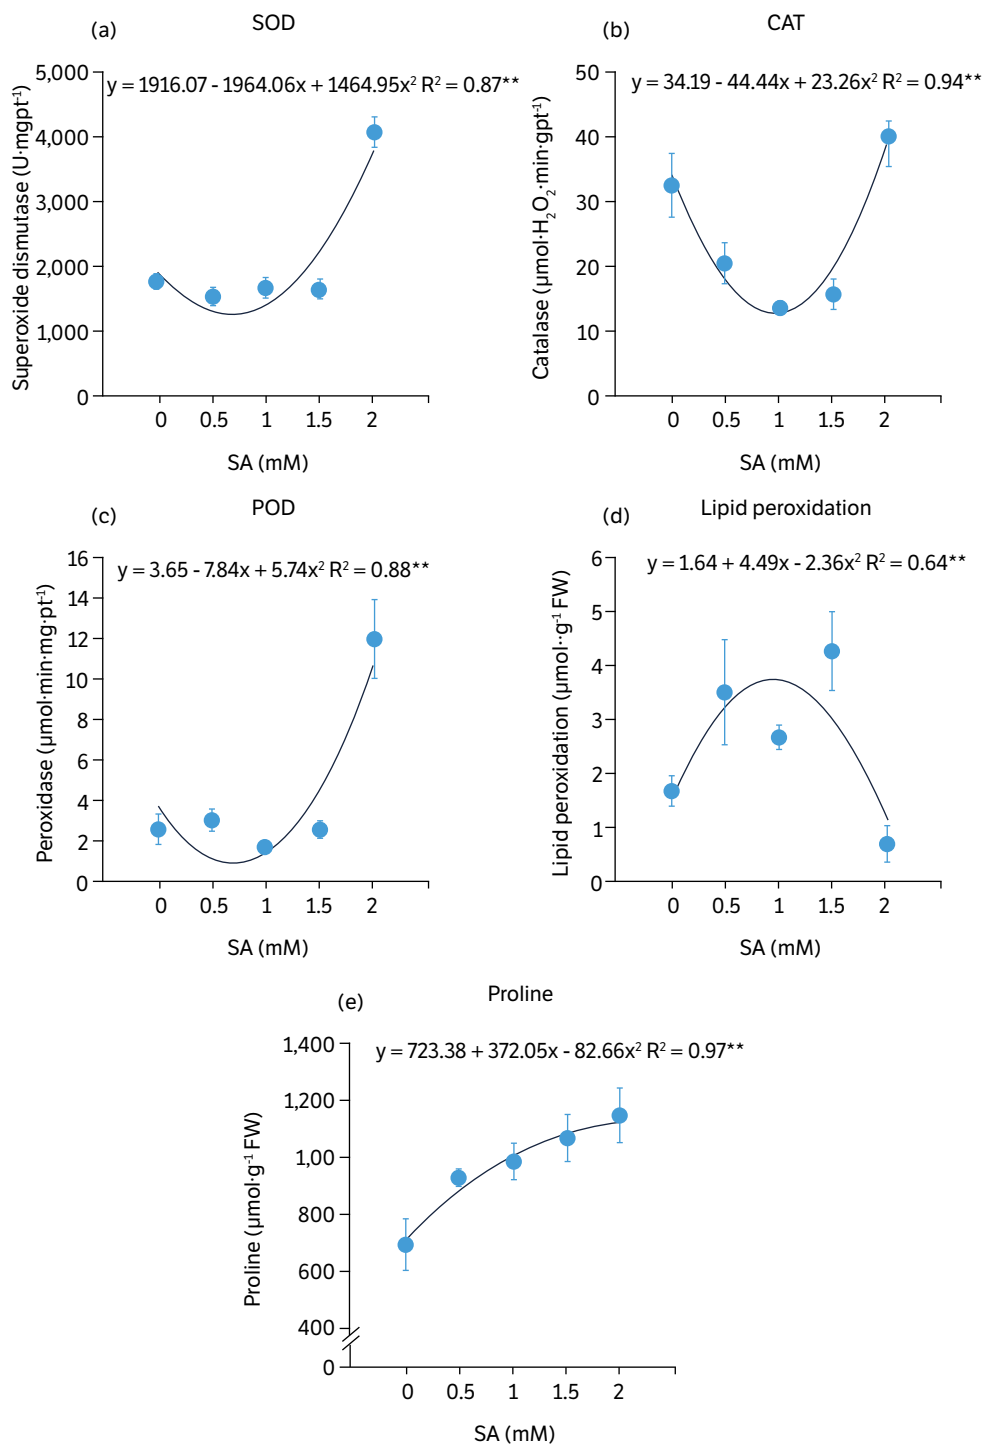 (a) SOD
y = 1916.07 - 1964.06x + 1464.95x² R² = 0.87**
Superoxide dismutase (U·mgpt⁻¹)
5,000
4,000
3,000
2,000
1,000
0
0 0.5 1 1.5 2
SA (mM)
(b) CAT
y = 34.19 - 44.44x + 23.26x² R² = 0.94**
Catalase (µmol·H₂O₂·min·gpt⁻¹)
50
40
30
20
10
0
0 0.5 1 1.5 2
SA (mM)
(c) POD
y = 3.65 - 7.84x + 5.74x² R² = 0.88**
Peroxidase (µmol·min·mg·pt⁻¹)
16
14
12
10
8
6
4
2
0
0 0.5 1 1.5 2
SA (mM)
(d) Lipid peroxidation
y = 1.64 + 4.49x - 2.36x² R² = 0.64**
Lipid peroxidation (µmol··g⁻¹ FW)
6
5
4
3
2
1
0
0 0.5 1 1.5 2
SA (mM)
(e) Proline
y = 723.38 + 372.05x - 82.66x² R² = 0.97**
Proline (µmol·g⁻¹ FW)
1,400
1,200
1,00
800
600
400
0
0 0.5 1 1.5 2
SA (mM)